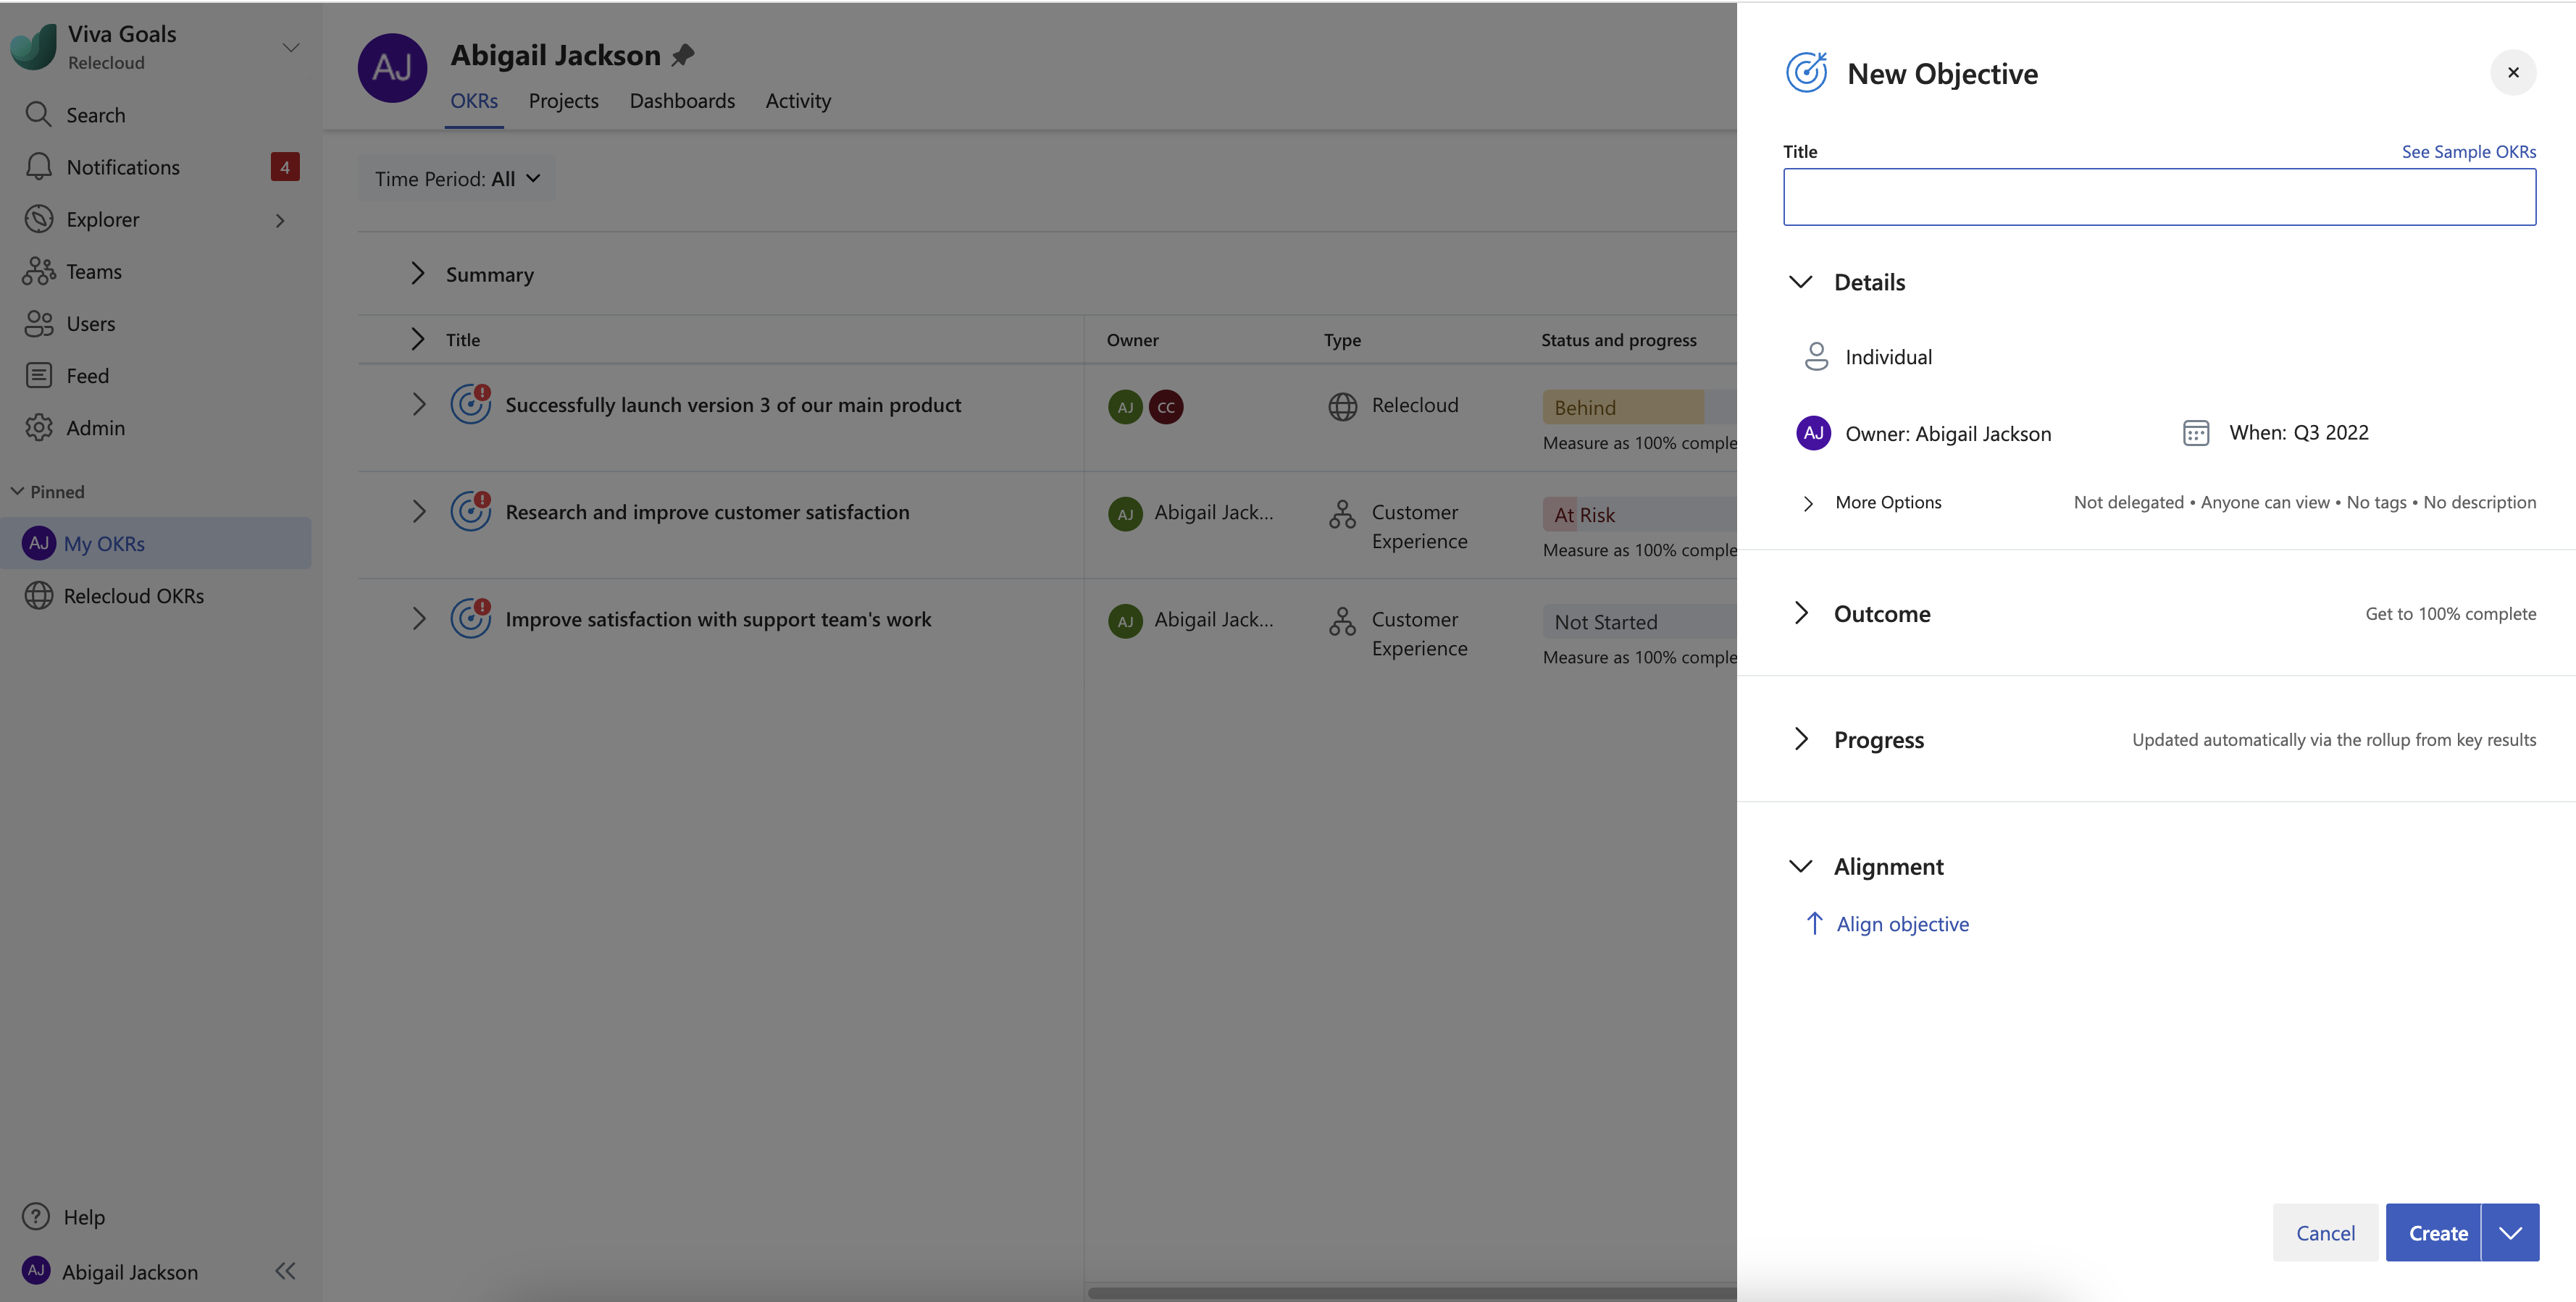 Viva Goals
Relecloud
Search
Notifications
4
Explorer
Teams
Users
Feed
Admin
Pinned
AJ My OKRs
Relecloud OKRs
Help
AJ Abigail Jackson
AJ
Abigail Jackson
OKRs Projects Dashboards Activity
Time Period: All
Summary
Title Owner Type Status and progress
Successfully launch version 3 of our main product AJ CC Relecloud Behind
Measure as 100% comple
Research and improve customer satisfaction AJ Abigail Jack... Customer At Risk
Experience Measure as 100% comple
Improve satisfaction with support team's work AJ Abigail Jack... Customer Not Started
Experience Measure as 100% comple
New Objective
Title See Sample OKRs
Details
Individual
AJ Owner: Abigail Jackson When: Q3 2022
More Options Not delegated • Anyone can view • No tags • No description
Outcome Get to 100% complete
Progress Updated automatically via the rollup from key results
Alignment
Align objective
Cancel Create